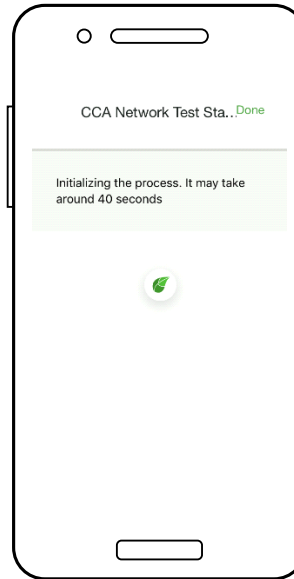 CCA Network Test Sta... Done
Initializing the process. It may take
around 40 seconds